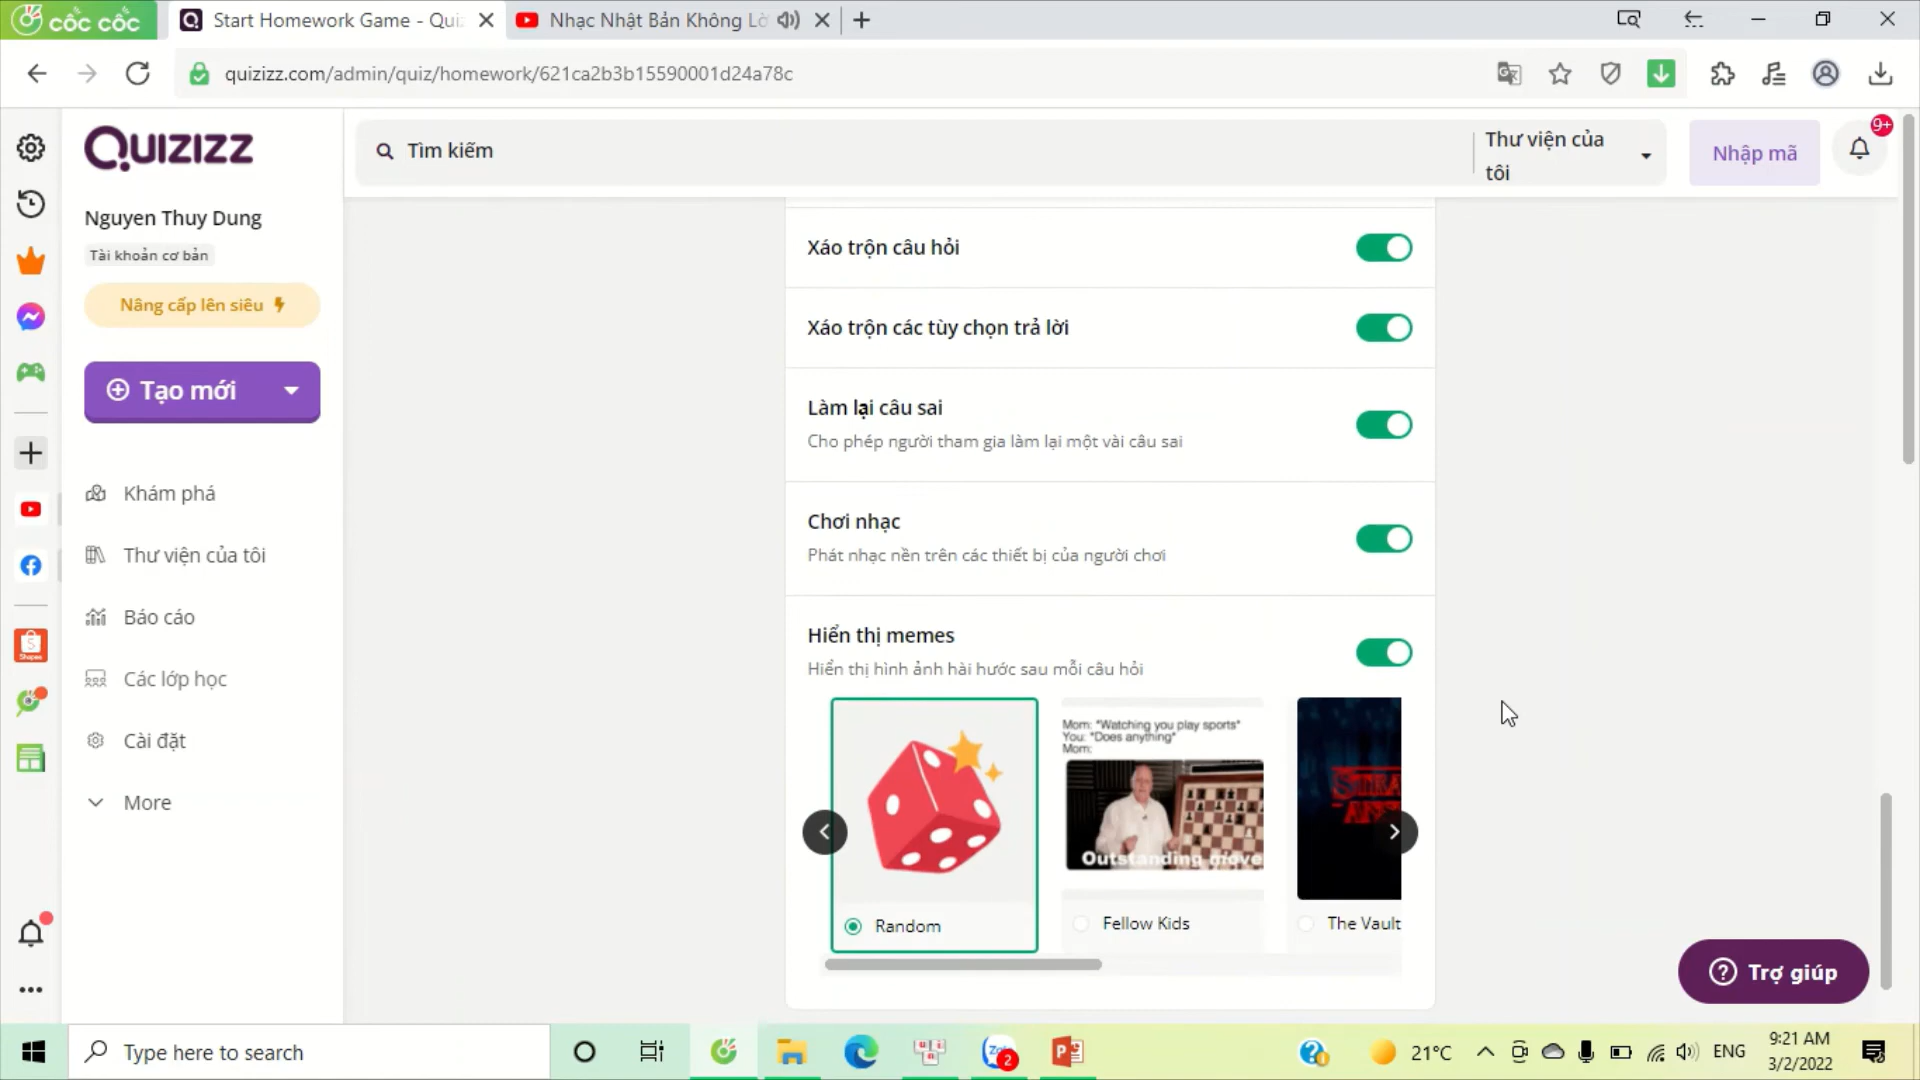 cốc cốc
Start Homework Game - Qui
Nhạc Nhật Bản Không Lờ
quizizz.com/admin/quiz/homework/621ca2b3b15590001d24a78c
Quizizz
Tìm kiếm
Thư viện của
tôi
Nhập mã
9+
Nguyen Thuy Dung
Tài khoản cơ bản
Nâng cấp lên siêu
Tạo mới
Khám phá
Thư viện của tôi
Báo cáo
Các lớp học
Cài đặt
More
Xáo trộn câu hỏi
Xáo trộn các tùy chọn trả lời
Làm lại câu sai
Cho phép người tham gia làm lại một vài câu sai
Chơi nhạc
Phát nhạc nền trên các thiết bị của người chơi
Hiển thị memes
Hiển thị hình ảnh hài hước sau mỗi câu hỏi
Mom: *Watching you play sports*
You: *Does anything*
Mom:
Outstanding move
Random
Fellow Kids
The Vault
Trợ giúp
Type here to search
2
21°C
ENG
9:21 AM
3/2/2022